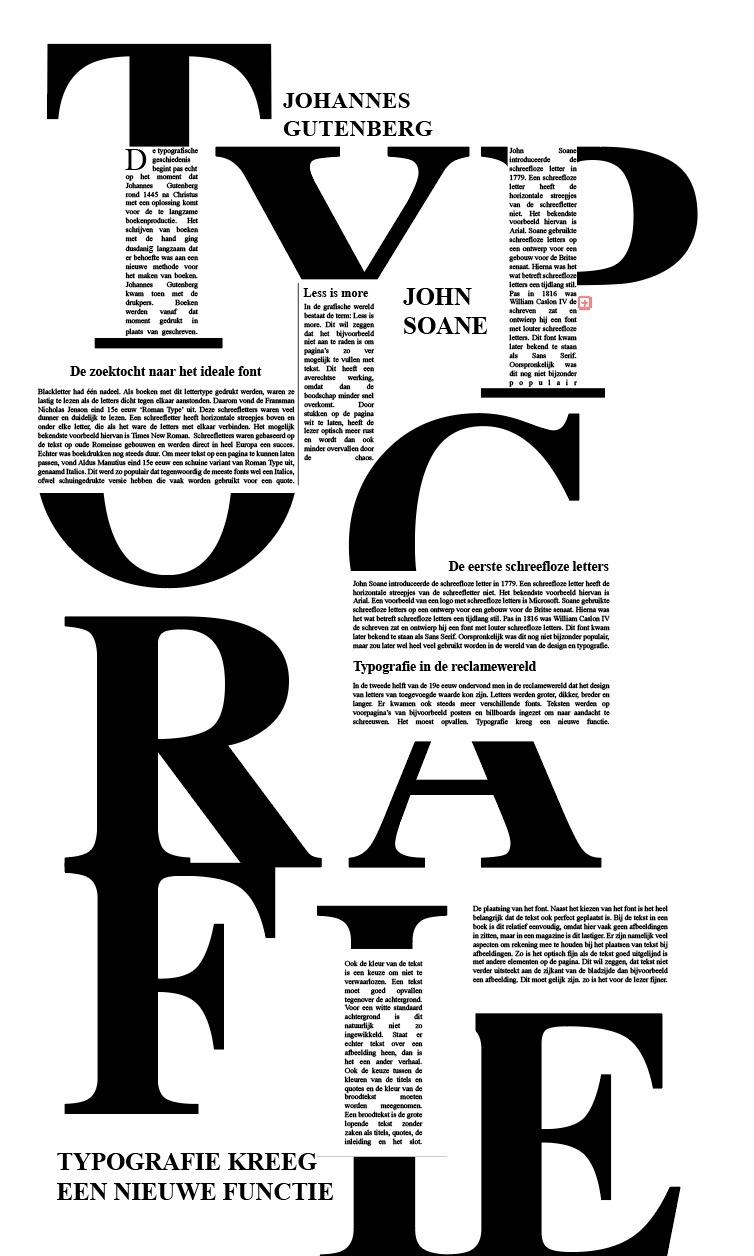 TYPOGRAFIE
JOHANNES
GUTENBERG
De typografische
geschiedenis
begint pas echt
op het moment dat
Johannes Gutenberg
rond 1445 na Christus
met een oplossing komt
voor de te langzame
boekenproductie. Het
schrijven van boeken
met de hand ging
dusdanig langzaam dat
er behoefte was aan een
nieuwe methode voor
het maken van boeken.
Johannes Gutenberg
kwam toen met de
drukpers. Boeken
werden vanaf dat
moment gedrukt in
plaats van geschreven.
De zoektocht naar het ideale font
Blackletter had één nadeel. Als boeken met dit lettertype gedrukt werden, waren ze
lastig te lezen als de letters dicht tegen elkaar aanstonden. Daarom vond de Fransman
Nicholas Jenson eind 15e eeuw ‘Roman Type’ uit. Deze schreefletters waren veel
dunner en duidelijk te lezen. Een schreefletter heeft horizontale streepjes boven en
onder elke letter, die als het ware de letters met elkaar verbinden. Het mogelijk
bekendste voorbeeld hiervan is Times New Roman. Schreefletters waren gebaseerd op
de tekst op oude Romeinse gebouwen en werden direct in heel Europa een succes.
Echter was boekdrukken nog steeds duur. Om meer tekst op een pagina te kunnen laten
passen, vond Aldus Manutius eind 15e eeuw een schuine variant van Roman Type uit,
genaamd Italics. Dit werd zo populair dat tegenwoordig de meeste fonts wel een Italics,
ofwel schuingedrukte versie hebben die vaak worden gebruikt voor een quote.
Less is more
In de grafische wereld
bestaat de term: Less is
more. Dit wil zeggen
dat het bijvoorbeeld
niet aan te raden is om
pagina’s zo ver
mogelijk te vullen met
tekst. Dit heeft een
averechtse werking,
omdat dan de
boodschap minder snel
overkomt. Door
stukken op de pagina
wit te laten, heeft de
lezer optisch meer rust
en wordt dan ook
minder overvallen door
de chaos.
JOHN
SOANE
John Soane
introduceerde de
schreefloze letter in
1779. Een schreefloze
letter heeft de
horizontale streepjes
van de schreefletter
niet. Het bekendste
voorbeeld hiervan is
Arial. Soane gebruikte
schreefloze letters op
een ontwerp voor een
gebouw voor de Britse
senaat. Hierna was het
wat betreft schreefloze
letters een tijdlang stil.
Pas in 1816 was
William Caslon IV de
schreven zat en
ontwierp hij een font
met louter schreefloze
letters. Dit font kwam
later bekend te staan
als Sans Serif.
Oorspronkelijk was
dit nog niet bijzonder
populair
De eerste schreefloze letters
John Soane introduceerde de schreefloze letter in 1779. Een schreefloze letter heeft de
horizontale streepjes van de schreefletter niet. Het bekendste voorbeeld hiervan is
Arial. Een voorbeeld van een logo met schreefloze letters is Microsoft. Soane gebruikte
schreefloze letters op een ontwerp voor een gebouw voor de Britse senaat. Hierna was
het wat betreft schreefloze letters een tijdlang stil. Pas in 1816 was William Caslon IV
de schreven zat en ontwierp hij een font met louter schreefloze letters. Dit font kwam
later bekend te staan als Sans Serif. Oorspronkelijk was dit nog niet bijzonder populair,
maar zou later wel heel veel gebruikt worden in de wereld van de design en typografie.
Typografie in de reclamewereld
In de tweede helft van de 19e eeuw ondervond men in de reclamewereld dat het design
van letters van toegevoegde waarde kon zijn. Letters werden groter, dikker, breder en
langer. Er kwamen ook steeds meer verschillende fonts. Teksten werden op
voorpagina’s van bijvoorbeeld posters en billboards ingezet om naar aandacht te
schreeuwen. Het moest opvallen. Typografie kreeg een nieuwe functie.
De plaatsing van het font. Naast het kiezen van het font is het heel
belangrijk dat de tekst ook perfect geplaatst is. Bij de tekst in een
boek is dit relatief eenvoudig, omdat hier vaak geen afbeeldingen
in zitten, maar in een magazine is dit lastiger. Er zijn namelijk veel
aspecten om rekening mee te houden bij het plaatsen van tekst bij
afbeeldingen. Zo is het optisch fijn als de tekst goed uitgelijnd is
met andere elementen op de pagina. Dit wil zeggen, dat tekst niet
verder uitsteekt aan de zijkant van de bladzijde dan bijvoorbeeld
een afbeelding. Dit moet gelijk zijn. zo is het voor de lezer fijner.
Ook de kleur van de tekst
is een keuze om niet te
verwaarlozen. Een tekst
moet goed opvallen
tegenover de achtergrond.
Voor een witte standaard
achtergrond is dit
natuurlijk niet zo
ingewikkeld. Staat er
echter tekst over een
afbeelding heen, dan is
het een ander verhaal.
Ook de keuze tussen de
kleuren van de titels en
quotes en de kleur van de
broodtekst moeten
worden meegenomen.
Een broodtekst is de grote
lopende tekst zonder
zaken als titels, quotes, de
inleiding en het slot.
TYPOGRAFIE KREEG
EEN NIEUWE FUNCTIE